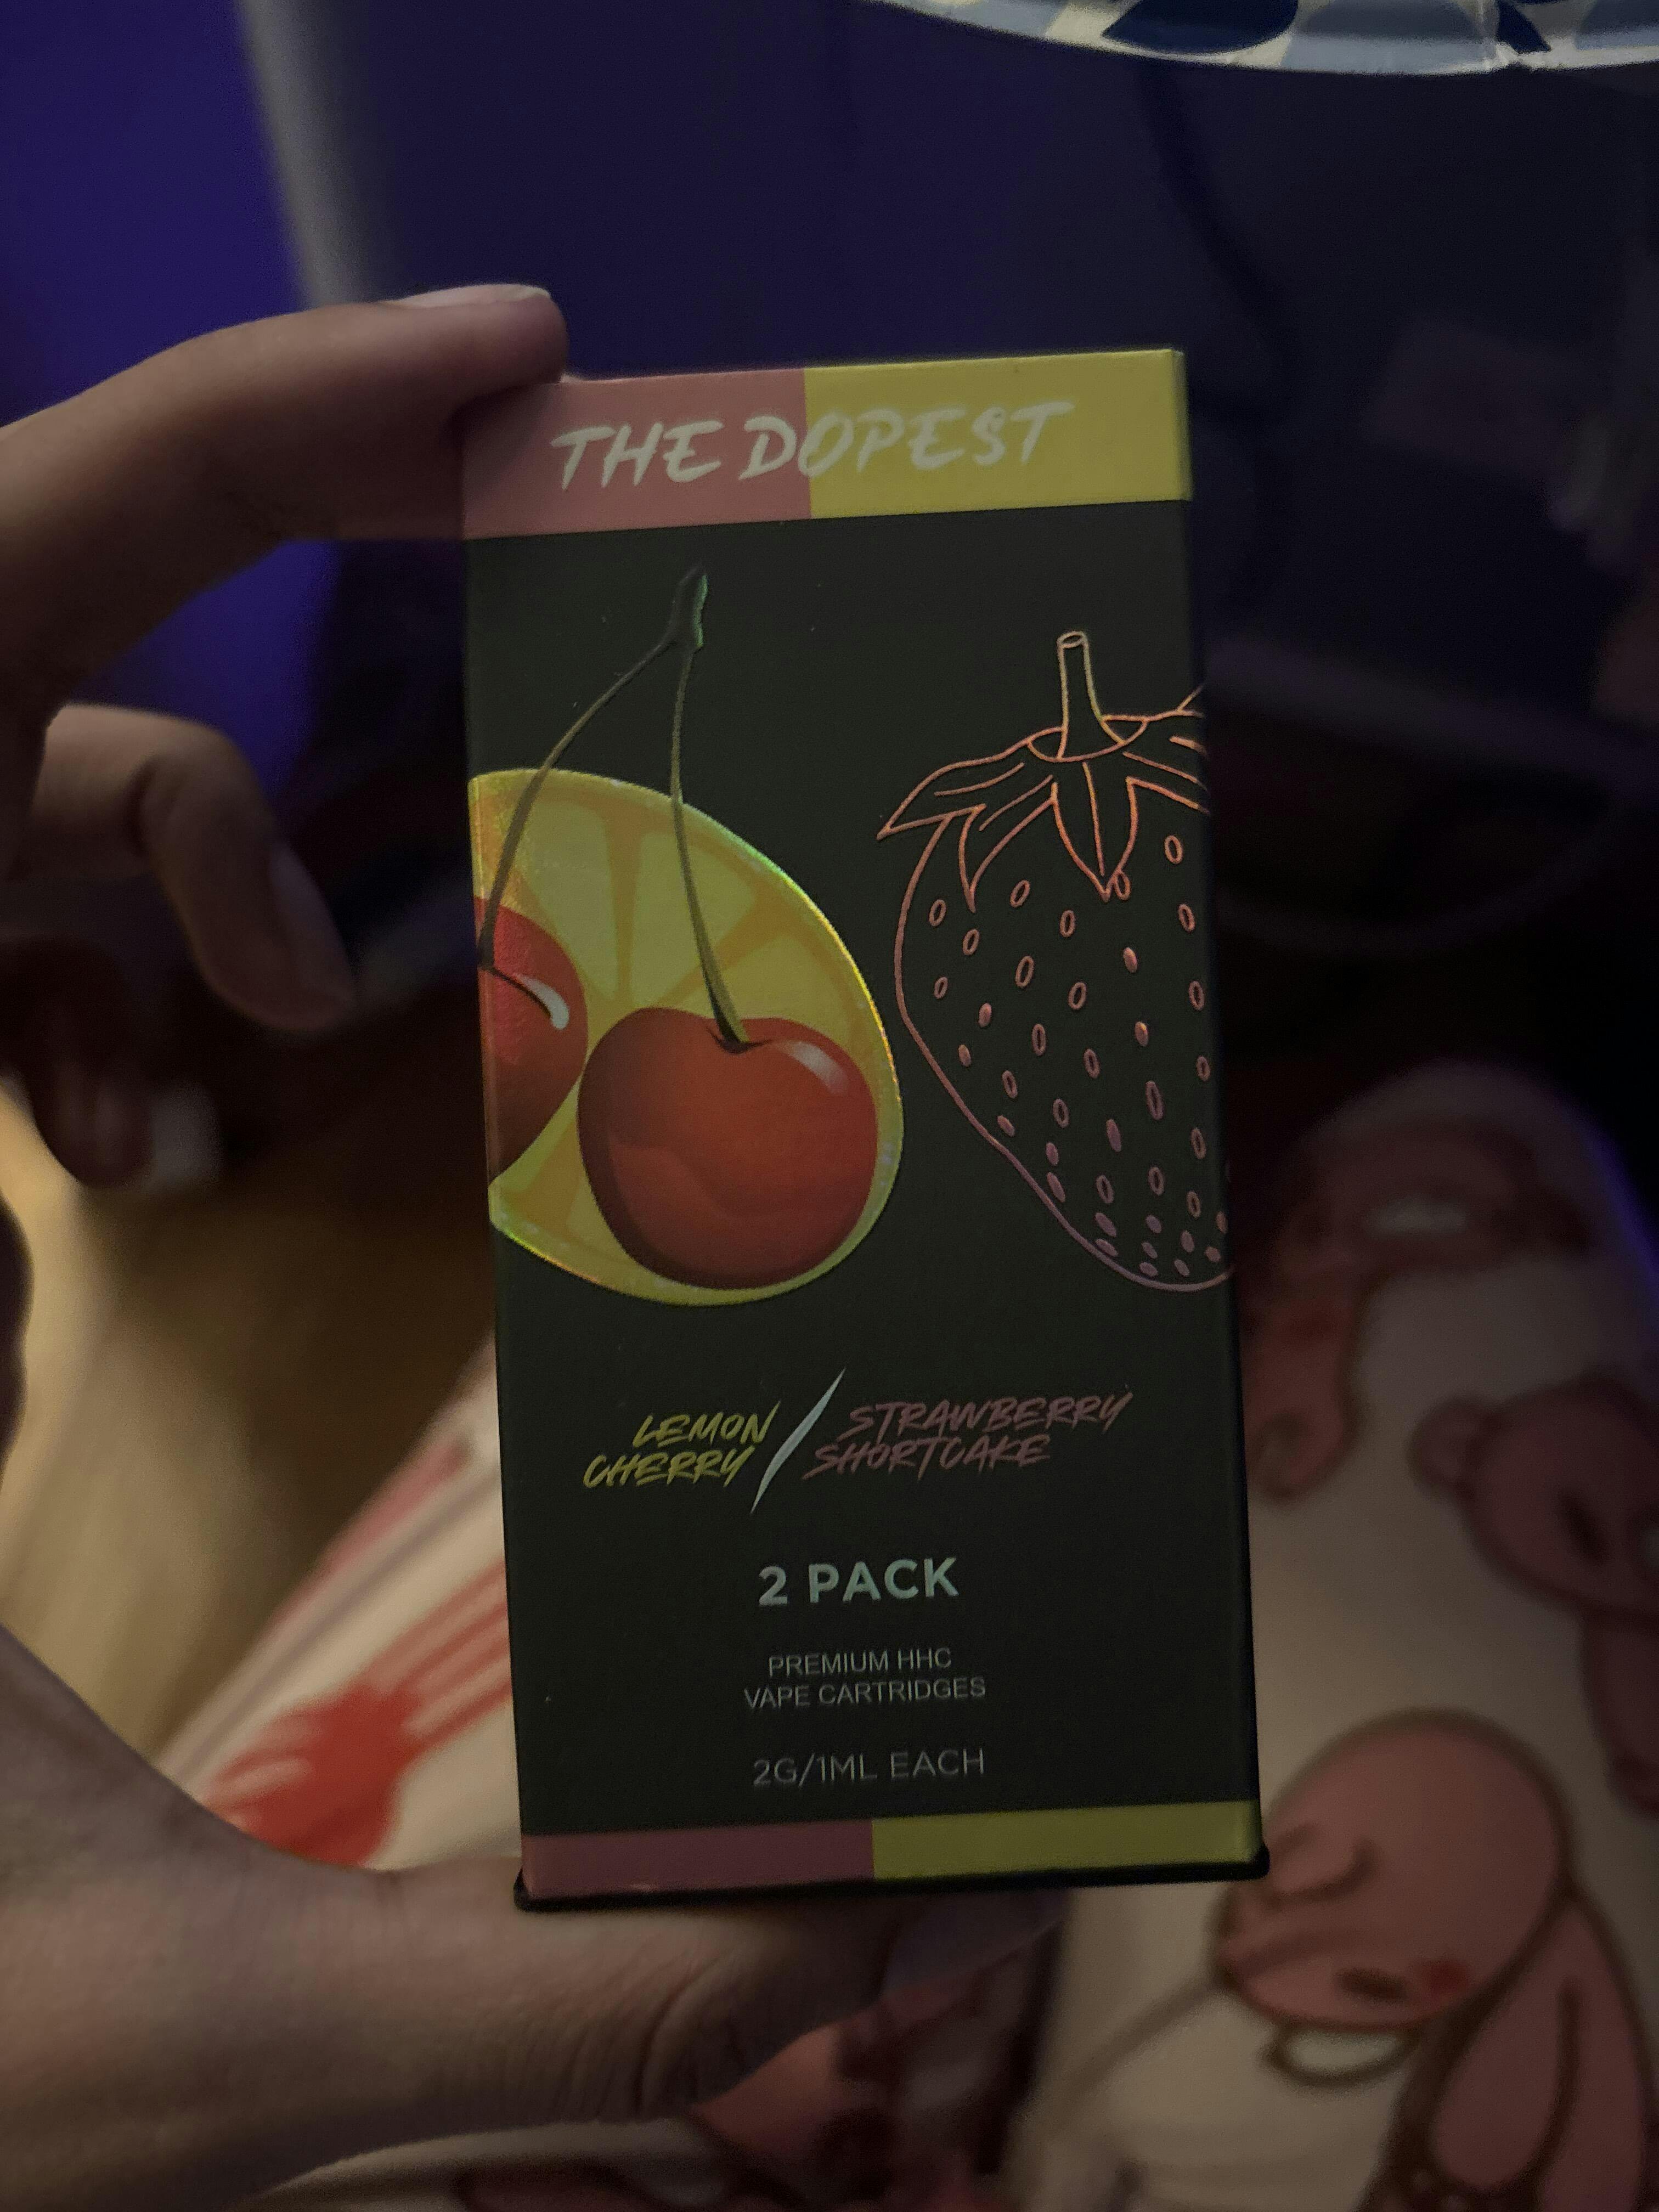 THE DOPEST
LEMON
CHERRY
/
STRAWBERRY
SHORTCAKE
2 PACK
PREMIUM HHC
VAPE CARTRIDGES
2G/1ML EACH